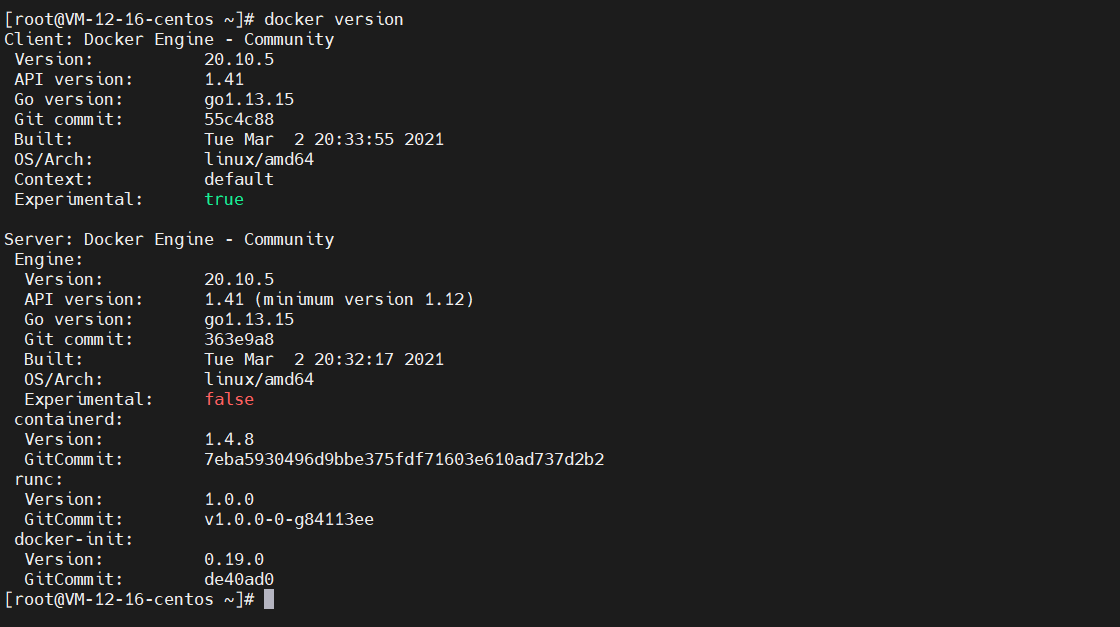 [root@VM-12-16-centos ~]# docker version
Client: Docker Engine - Community
 Version:           20.10.5
 API version:       1.41
 Go version:        go1.13.15
 Git commit:        55c4c88
 Built:             Tue Mar  2 20:33:55 2021
 OS/Arch:           linux/amd64
 Context:           default
 Experimental:      true

Server: Docker Engine - Community
 Engine:
  Version:          20.10.5
  API version:      1.41 (minimum version 1.12)
  Go version:       go1.13.15
  Git commit:       363e9a8
  Built:            Tue Mar  2 20:32:17 2021
  OS/Arch:          linux/amd64
  Experimental:     false
 containerd:
  Version:          1.4.8
  GitCommit:        7eba5930496d9bbe375fdf71603e610ad737d2b2
 runc:
  Version:          1.0.0
  GitCommit:        v1.0.0-0-g84113ee
 docker-init:
  Version:          0.19.0
  GitCommit:        de40ad0
[root@VM-12-16-centos ~]#